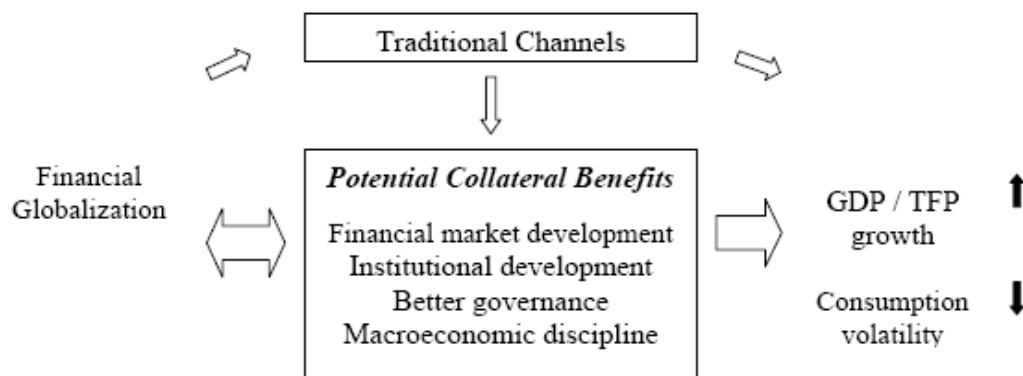 Traditional Channels
Financial
Globalization
Potential Collateral Benefits
Financial market development
Institutional development
Better governance
Macroeconomic discipline
GDP / TFP
growth
Consumption
volatility